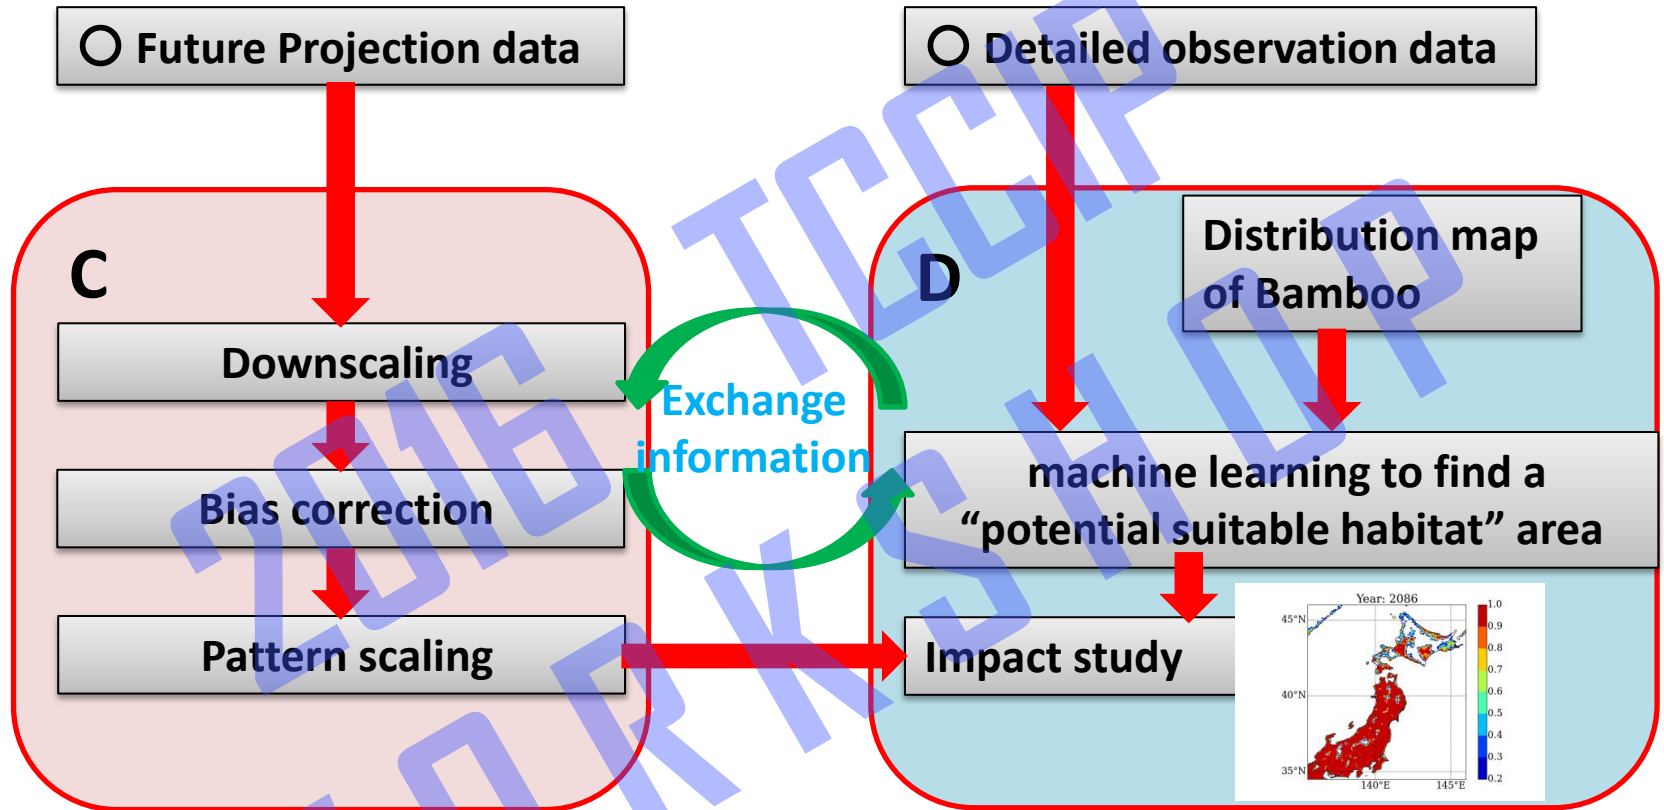 ○ Future Projection data
○ Detailed observation data
C
Downscaling
Bias correction
Pattern scaling
Exchange
information
D
Distribution map
of Bamboo
machine learning to find a
“potential suitable habitat” area
Impact study
Year: 2086
45°N
40°N
35°N
140°E
145°E
1.0
0.9
0.8
0.7
0.6
0.5
0.4
0.3
0.2
2016 TCCIP
WORKSHOP